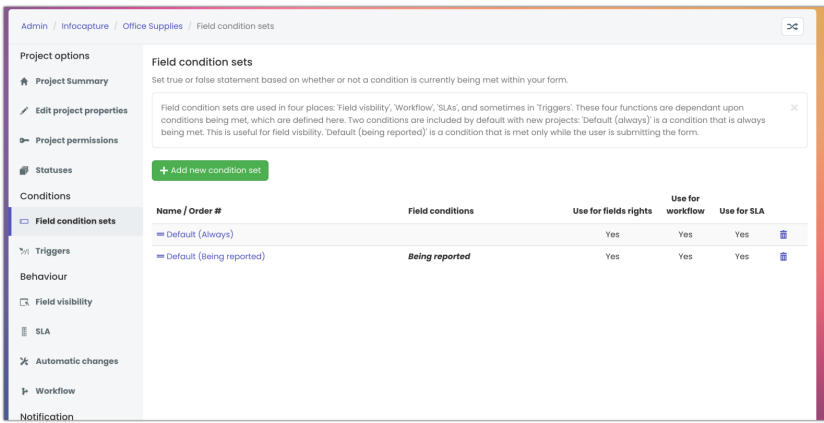 Admin / Infocapture / Office Supplies / Field condition sets
Project options
Project Summary
Edit project properties
Project permissions
Statuses
Conditions
Field condition sets
Triggers
Behaviour
Field visibility
SLA
Automatic changes
Workflow
Notification
Field condition sets
Set true or false statement based on whether or not a condition is currently being met within your form.
Field condition sets are used in four places: 'Field visbility', 'Workflow', 'SLAs', and sometimes in 'Triggers'. These four functions are dependant upon
conditions being met, which are defined here. Two conditions are included by default with new projects: 'Default (always)' is a condition that is always
being met. This is useful for field visbility. 'Default (being reported)' is a condition that is met only while the user is submitting the form.
+ Add new condition set
Name / Order # Field conditions Use for fields rights Use for workflow Use for SLA
Default (Always) Yes Yes Yes
Default (Being reported) Being reported Yes Yes Yes